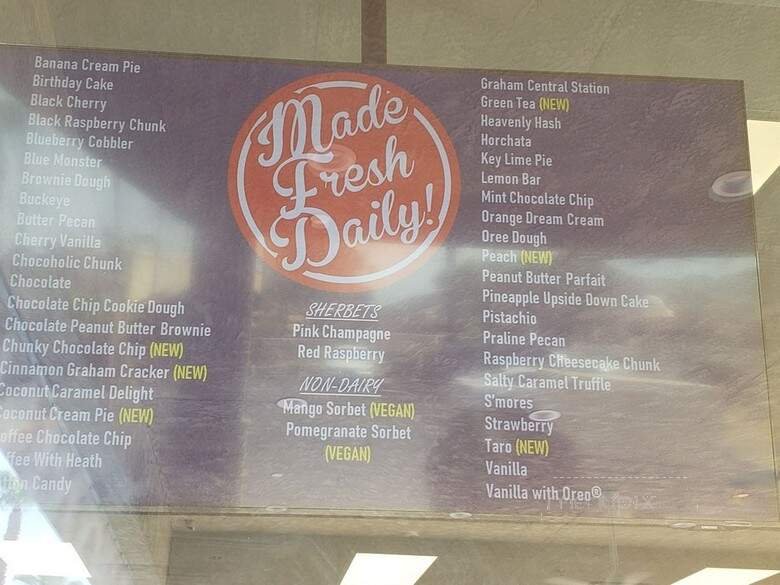 Banana Cream Pie
Birthday Cake
Black Cherry
Black Raspberry Chunk
Blueberry Cobbler
Blue Monster
Brownie Dough
Buckeye
Butter Pecan
Cherry Vanilla
Chocoholic Chunk
Chocolate
Chocolate Chip Cookie Dough
Chocolate Peanut Butter Brownie
Chunky Chocolate Chip (NEW)
Cinnamon Graham Cracker (NEW)
Coconut Caramel Delight
Coconut Cream Pie (NEW)
offee Chocolate Chip
ffee With Heath
Candy
Made
Fresh
Daily!
SHERBETS
Pink Champagne
Red Raspberry
NON-DAIRY
Mango Sorbet (VEGAN)
Pomegranate Sorbet
(VEGAN)
Graham Central Station
Green Tea (NEW)
Heavenly Hash
Horchata
Key Lime Pie
Lemon Bar
Mint Chocolate Chip
Orange Dream Cream
Oree Dough
Peach (NEW)
Peanut Butter Parfait
Pineapple Upside Down Cake
Pistachio
Praline Pecan
Raspberry Cheesecake Chunk
Salty Caramel Truffle
S'mores
Strawberry
Taro (NEW)
Vanilla
Vanilla with Oreo®